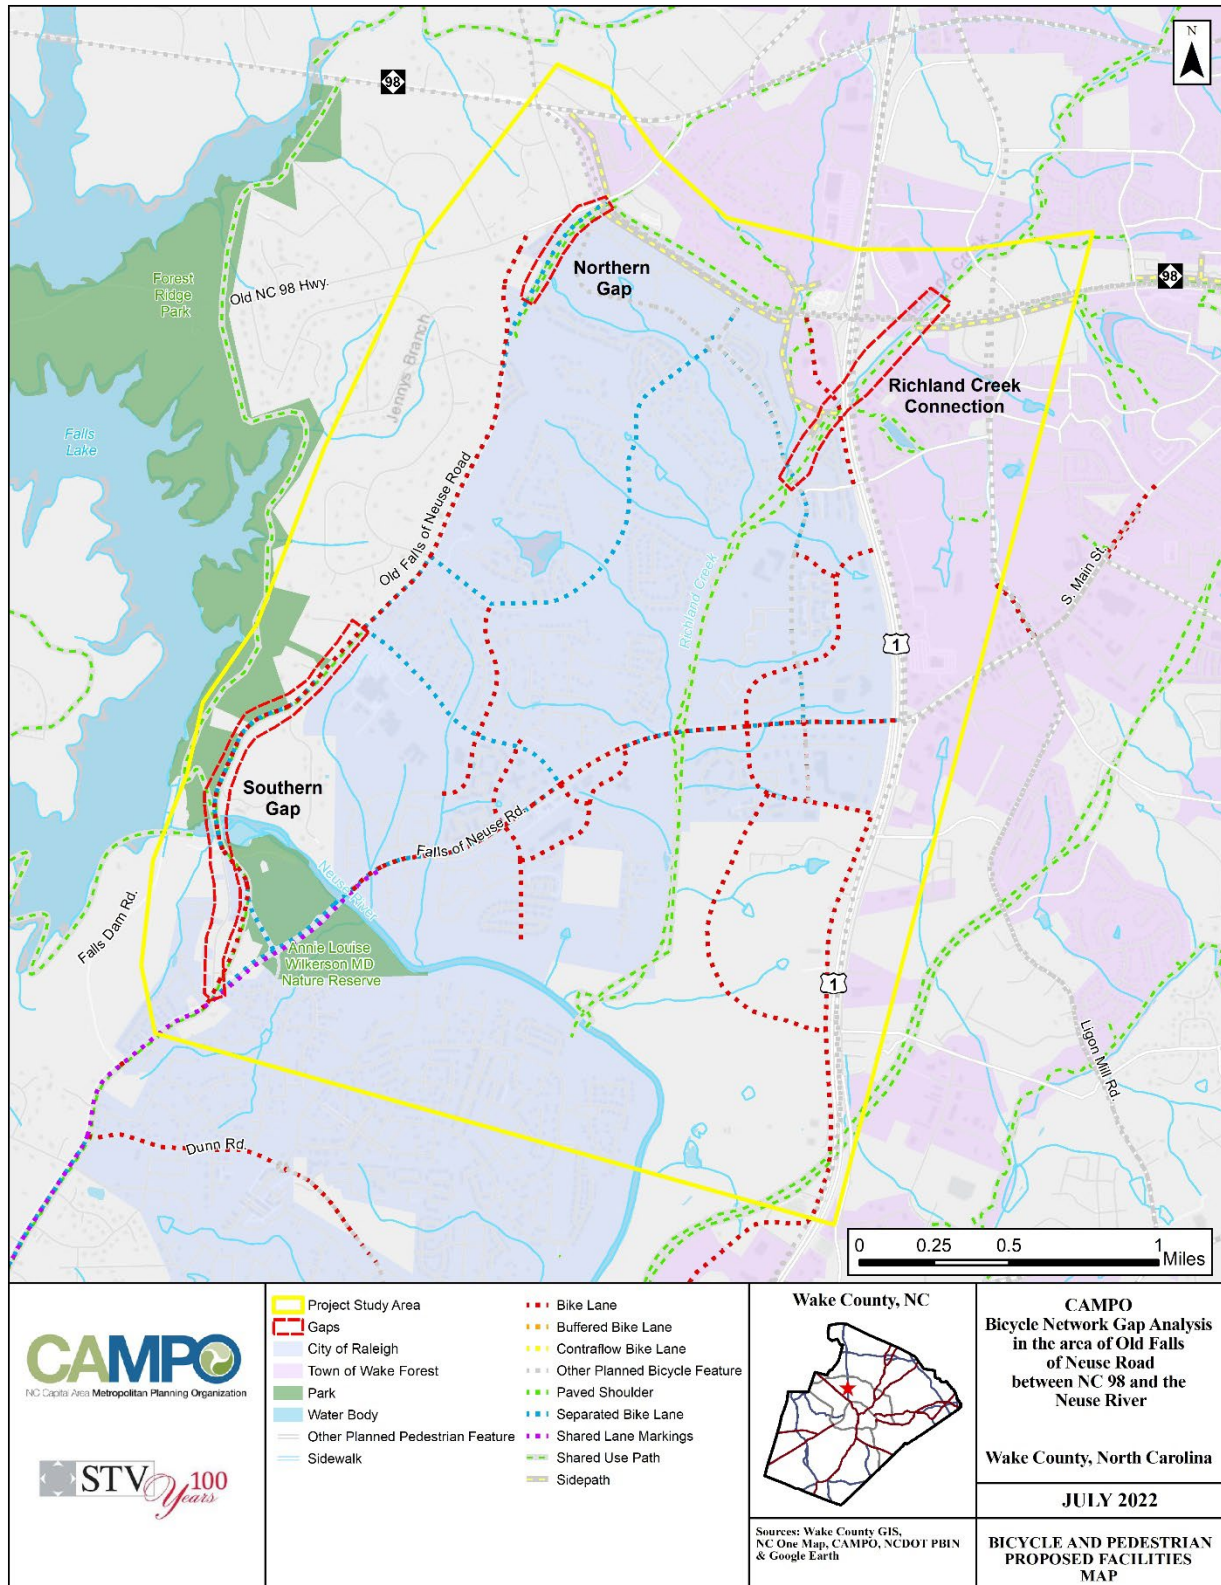 N
98
Northern
Gap
Forest
Ridge
Park
Old NC 98 Hwy.
98
Jennys Branch
Richland Creek
Connection
Falls
Lake
Old Falls of Neuse Road
Richland Creek
S. Main St.
1
Southern
Gap
Falls of Neuse Rd.
Neuse River
Falls Dam Rd.
Annie Louise
Wilkerson MD
Nature Reserve
1
Ligon Mill Rd.
Dunn Rd.
0 0.25 0.5 1
Miles
CAMPO
NC Capital Area Metropolitan Planning Organization
STV 100
Years
Project Study Area
Gaps
City of Raleigh
Town of Wake Forest
Park
Water Body
Other Planned Pedestrian Feature
Sidewalk
Bike Lane
Buffered Bike Lane
Contraflow Bike Lane
Other Planned Bicycle Feature
Paved Shoulder
Separated Bike Lane
Shared Lane Markings
Shared Use Path
Sidepath
Wake County, NC
Sources: Wake County GIS,
NC One Map, CAMPO, NCDOT PBIN
& Google Earth
CAMPO
Bicycle Network Gap Analysis
in the area of Old Falls
of Neuse Road
between NC 98 and the
Neuse River
Wake County, North Carolina
JULY 2022
BICYCLE AND PEDESTRIAN
PROPOSED FACILITIES
MAP